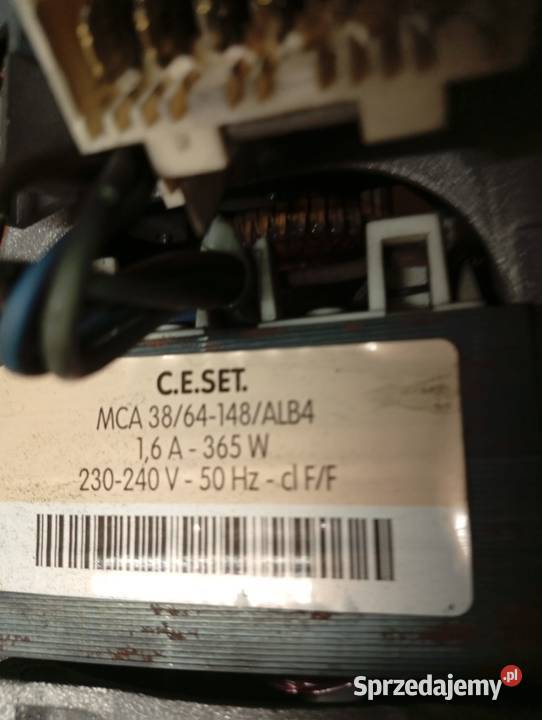 C.E.SET.
MCA 38/64-148/ALB4
1,6 A - 365 W
230-240 V - 50 Hz - cl F/F
Sprzedajemy.pl